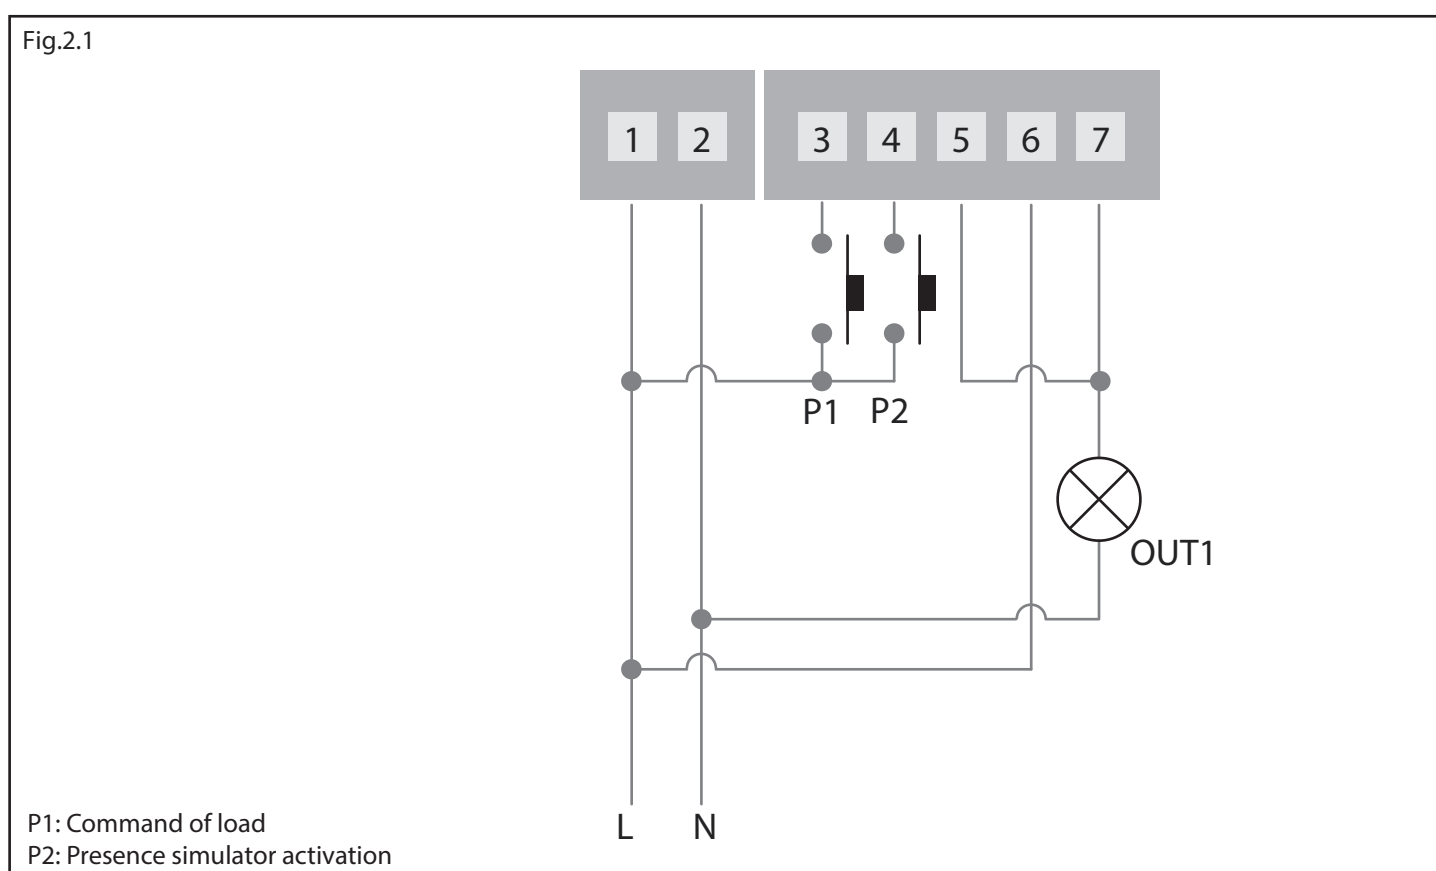 Fig.2.1
1 2 3 4 5 6 7
P1 P2
OUT1
L N
P1: Command of load
P2: Presence simulator activation